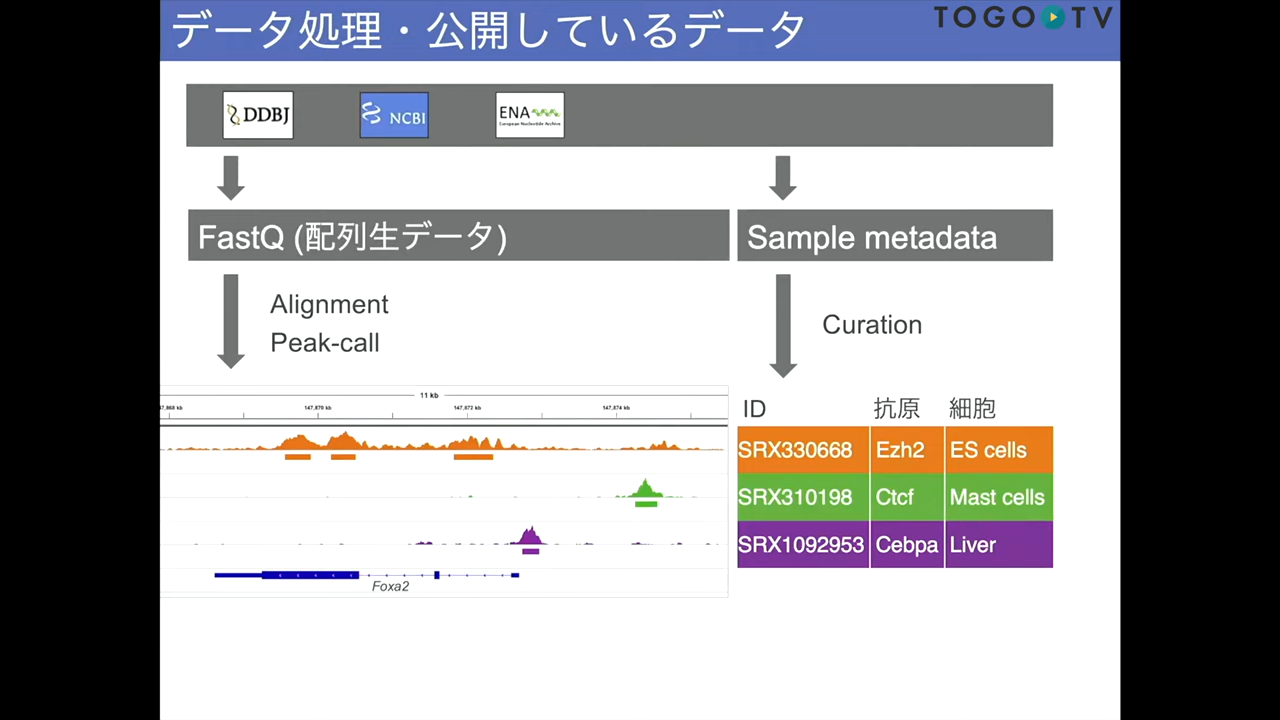 データ処理・公開しているデータ
TOGO TV
DDBJ
NCBI
ENA
European Nucleotide Archive
FastQ (配列生データ)
Sample metadata
Alignment
Peak-call
Curation
11 kb
147,870 kb
147,872 kb
147,874 kb
Foxa2
ID 抗原 細胞
SRX330668 Ezh2 ES cells
SRX310198 Ctcf Mast cells
SRX1092953 Cebpa Liver